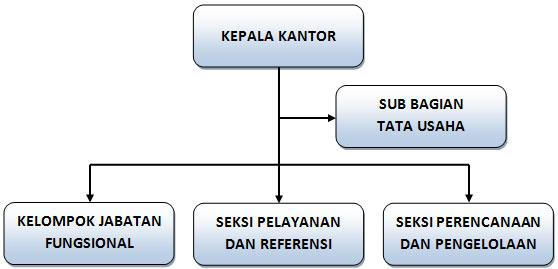 KEPALA KANTOR
SUB BAGIAN
TATA USAHA
KELOMPOK JABATAN
FUNGSIONAL
SEKSI PELAYANAN
DAN REFERENSI
SEKSI PERENCANAAN
DAN PENGELOLAAN